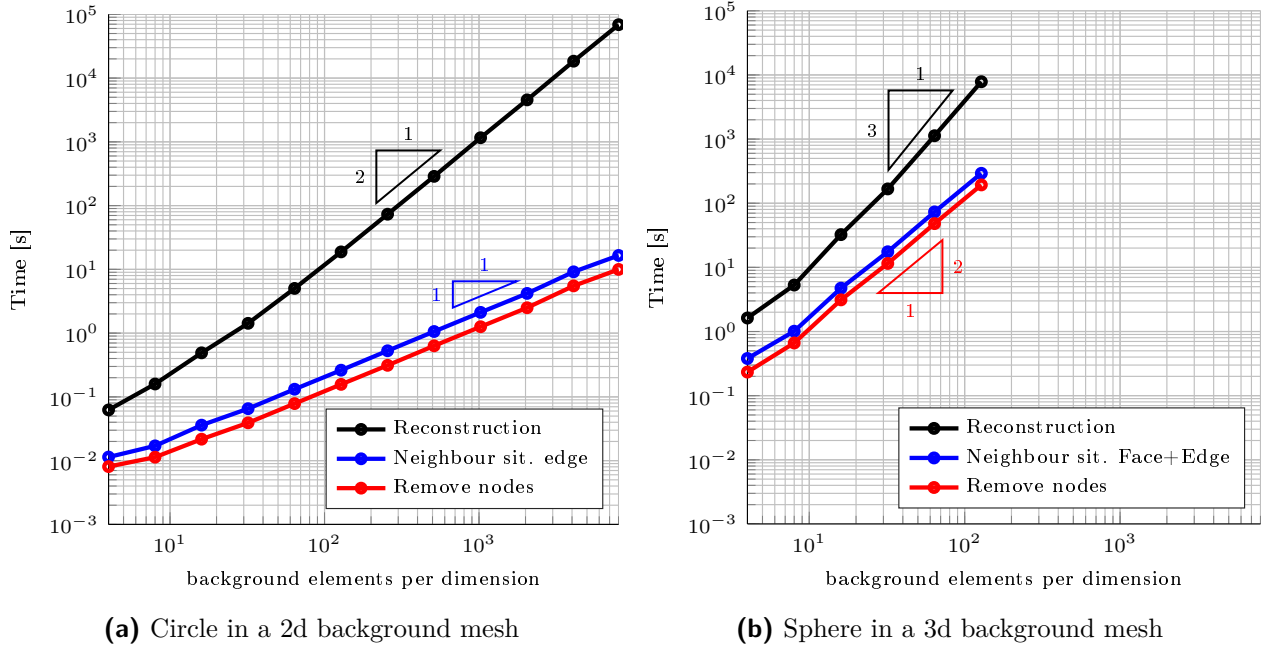 10^5
10^4
10^3
10^2
10^1
10^0
10^−1
10^−2
10^−3
Time [s]
1
2
1
1
Reconstruction
Neighbour sit. edge
Remove nodes
10^1
10^2
10^3
background elements per dimension
(a) Circle in a 2d background mesh
10^5
10^4
10^3
10^2
10^1
10^0
10^−1
10^−2
10^−3
Time [s]
1
3
2
1
Reconstruction
Neighbour sit. Face+Edge
Remove nodes
10^1
10^2
10^3
background elements per dimension
(b) Sphere in a 3d background mesh